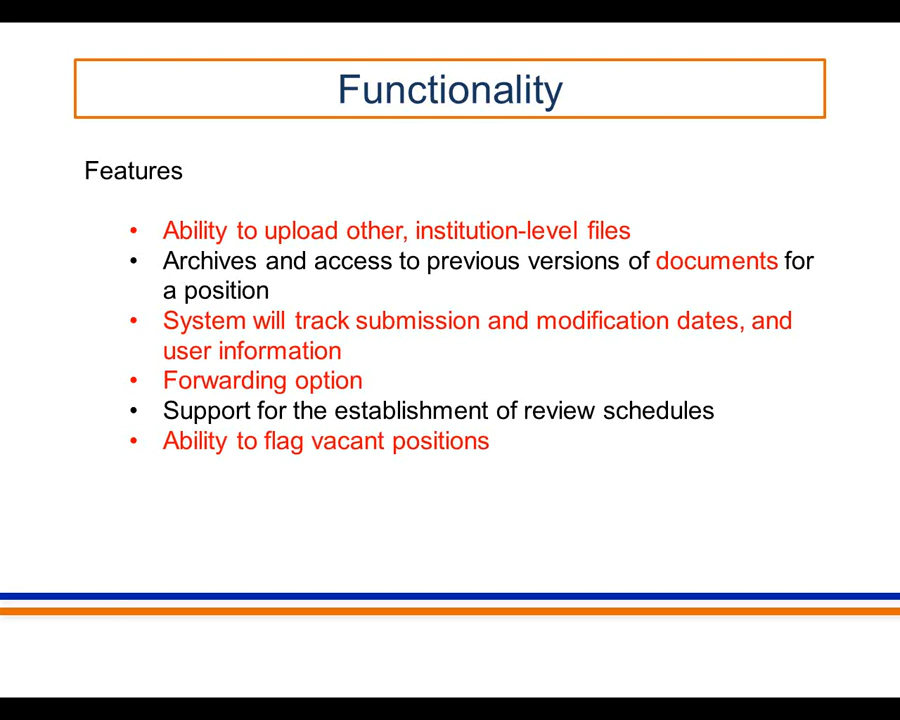 Functionality
Features
• Ability to upload other, institution-level files
• Archives and access to previous versions of documents for
a position
• System will track submission and modification dates, and
user information
• Forwarding option
• Support for the establishment of review schedules
• Ability to flag vacant positions